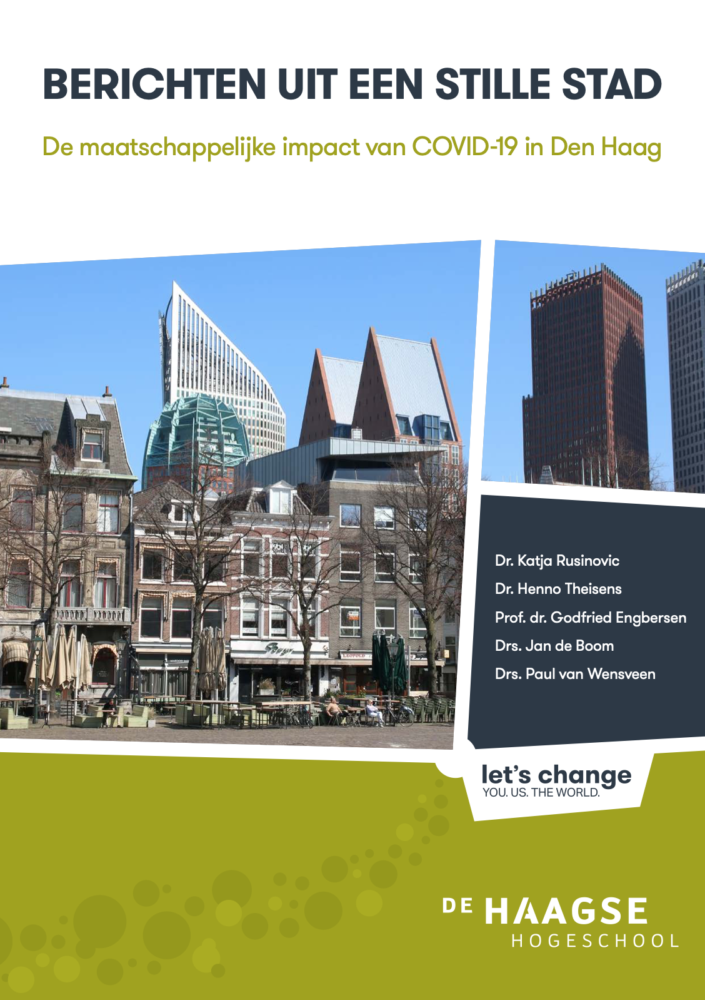 BERICHTEN UIT EEN STILLE STAD
De maatschappelijke impact van COVID-19 in Den Haag
Dr. Katja Rusinovic
Dr. Henno Theisens
Prof. dr. Godfried Engbersen
Drs. Jan de Boom
Drs. Paul van Wensveen
LEOPOLD
let's change
YOU. US. THE WORLD.
DE HAAGSE
HOGESCHOOL